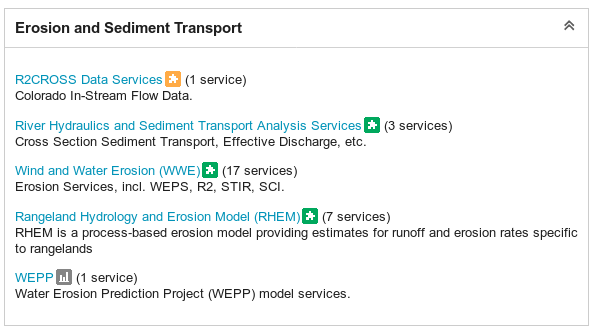 Erosion and Sediment Transport
R2CROSS Data Services (1 service)
Colorado In-Stream Flow Data.
River Hydraulics and Sediment Transport Analysis Services (3 services)
Cross Section Sediment Transport, Effective Discharge, etc.
Wind and Water Erosion (WWE) (17 services)
Erosion Services, incl. WEPS, R2, STIR, SCI.
Rangeland Hydrology and Erosion Model (RHEM) (7 services)
RHEM is a process-based erosion model providing estimates for runoff and erosion rates specific
to rangelands
WEPP (1 service)
Water Erosion Prediction Project (WEPP) model services.